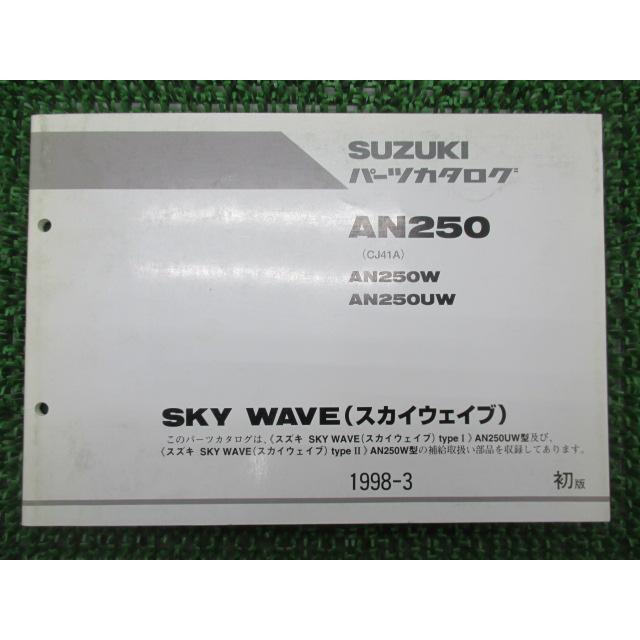 SUZUKI
パーツカタログ
AN250
(CJ41A)
AN250W
AN250UW
SKY WAVE(スカイウェイブ)
このパーツカタログは、〈スズキ SKY WAVE(スカイウェイブ) type I〉AN250UW型及び、
〈スズキ SKY WAVE(スカイウェイブ) type II〉AN250W型の補給取扱い部品を収録してあります。
1998-3 初版